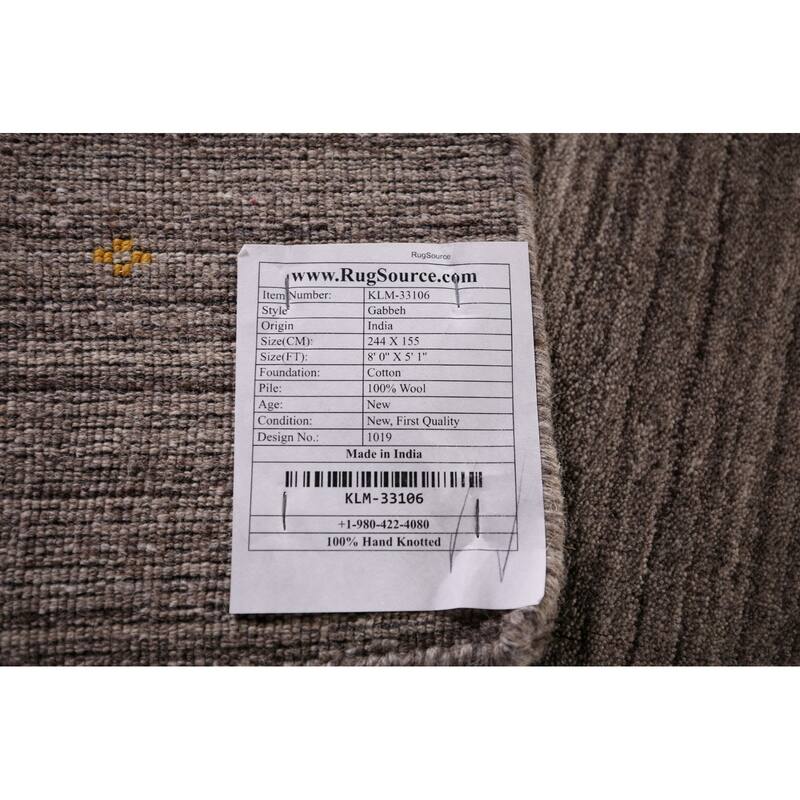 RugSource
www.RugSource.com
Item Number: KLM-33106
Style Gabbeh
Origin India
Size(CM): 244 X 155
Size(FT): 8' 0" X 5' 1"
Foundation: Cotton
Pile: 100% Wool
Age: New
Condition: New, First Quality
Design No.: 1019
Made in India
KLM-33106
+1-980-422-4080
100% Hand Knotted